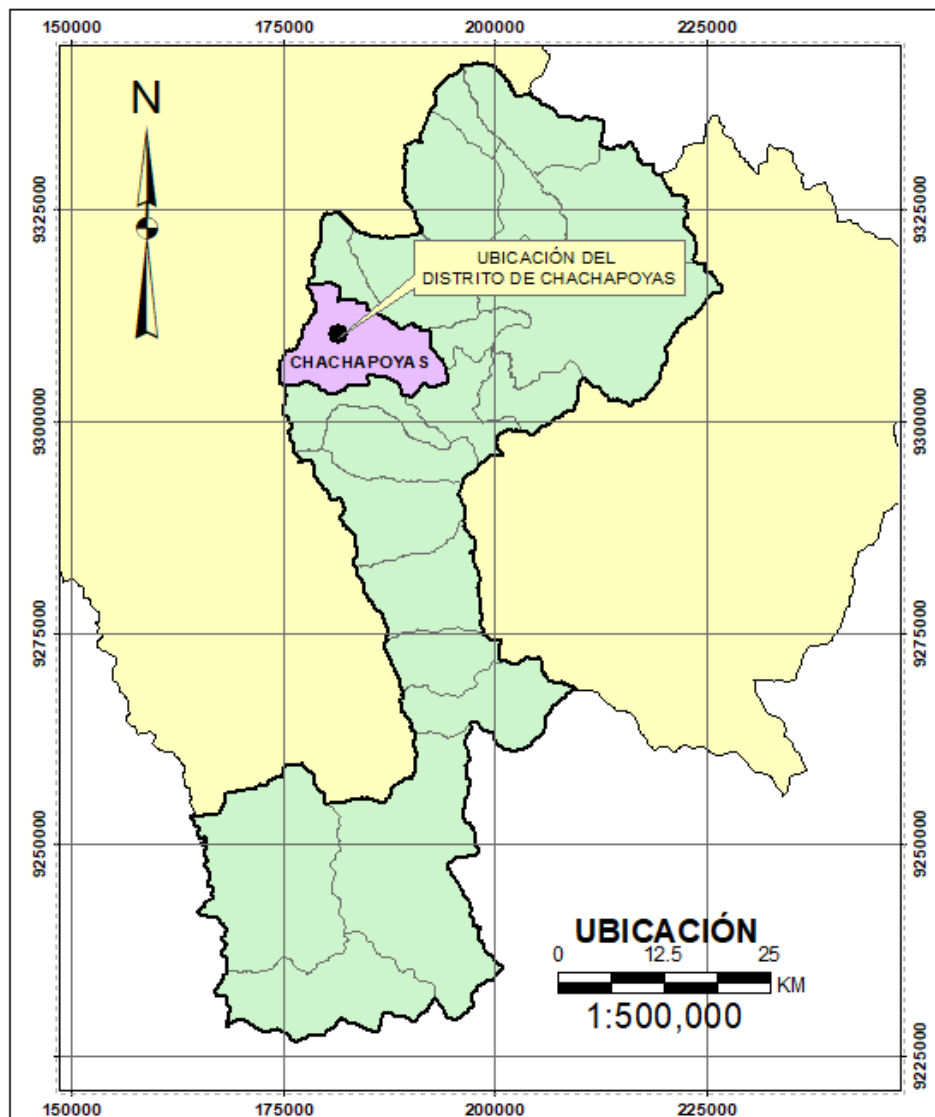 150000 175000 200000 225000
N
9325000 9325000
UBICACIÓN DEL
DISTRITO DE CHACHAPOYAS
CHACHAPOYAS
9300000 9300000
9275000 9275000
9250000 9250000
UBICACIÓN
0 12.5 25
KM
1:500,000
9225000 9225000
150000 175000 200000 225000